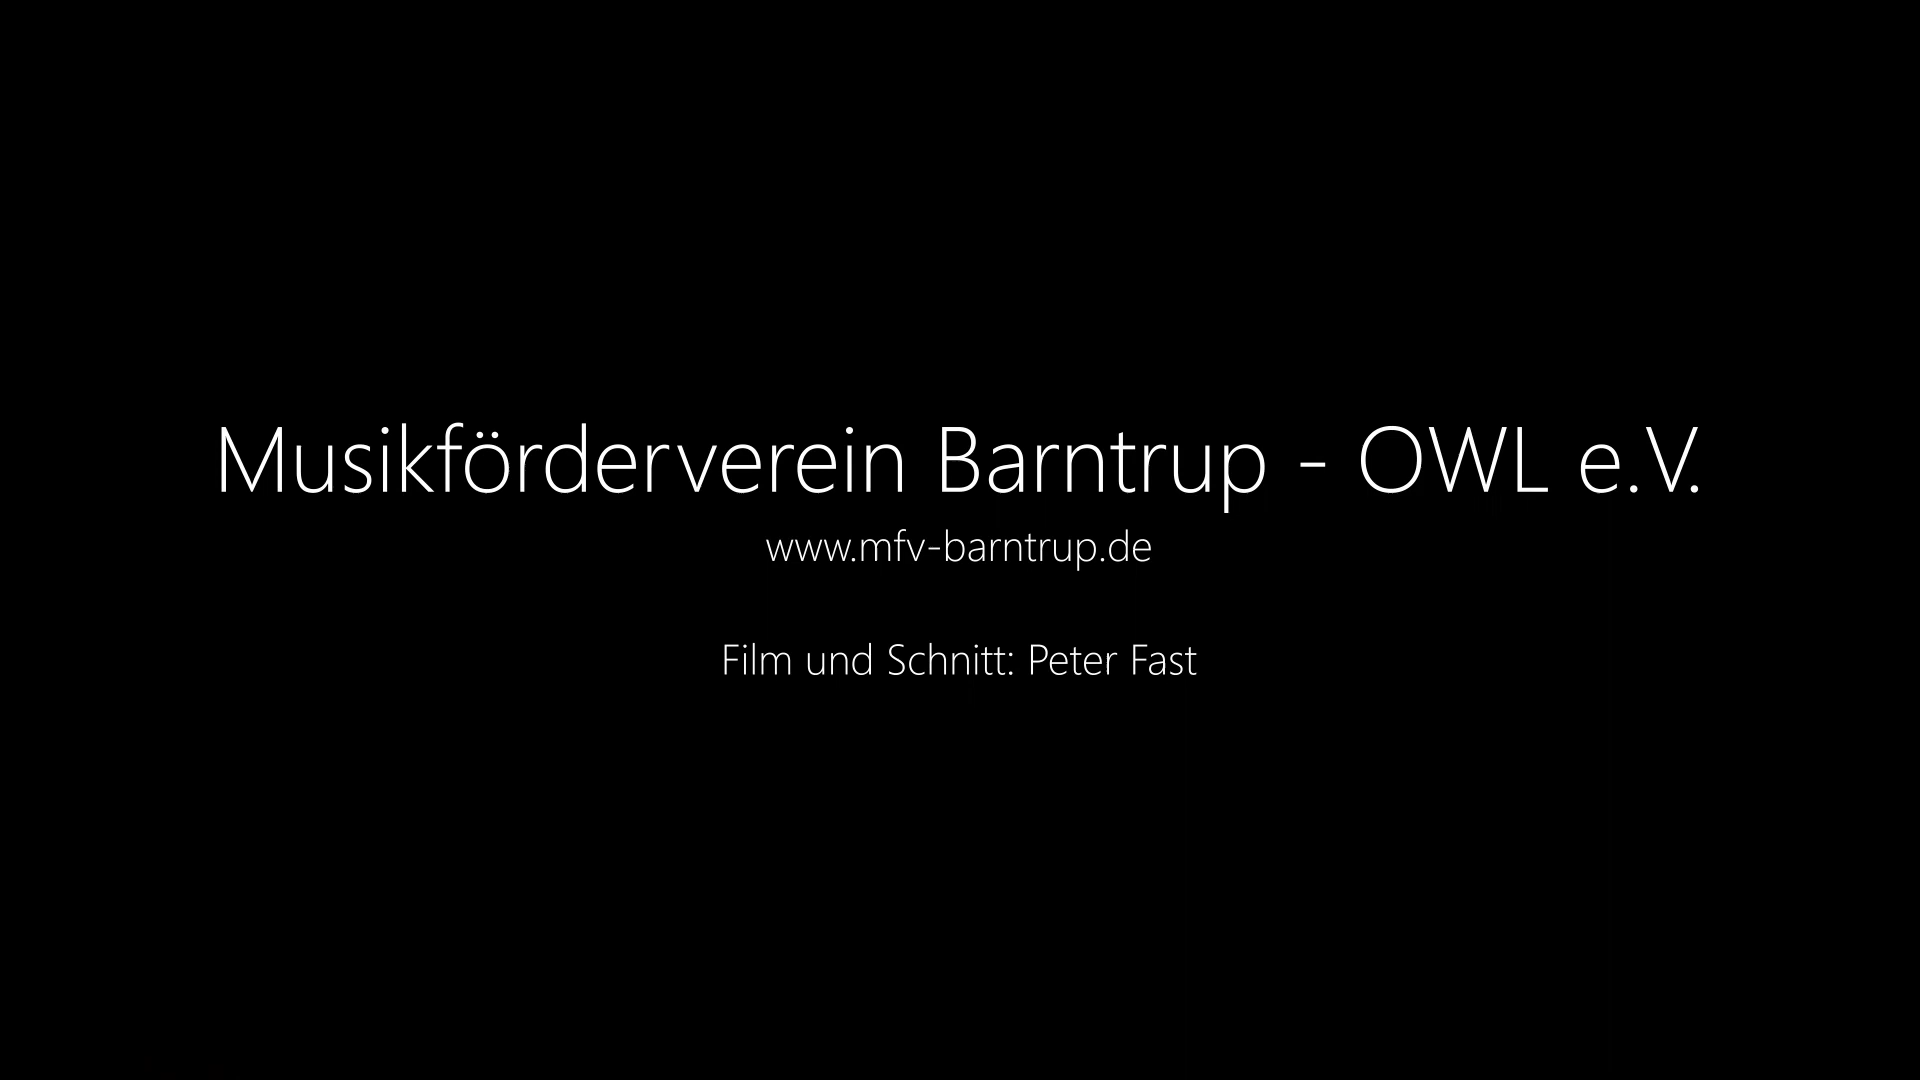 Musikförderverein Barntrup - OWL e.V.
www.mfv-barntrup.de
Film und Schnitt: Peter Fast